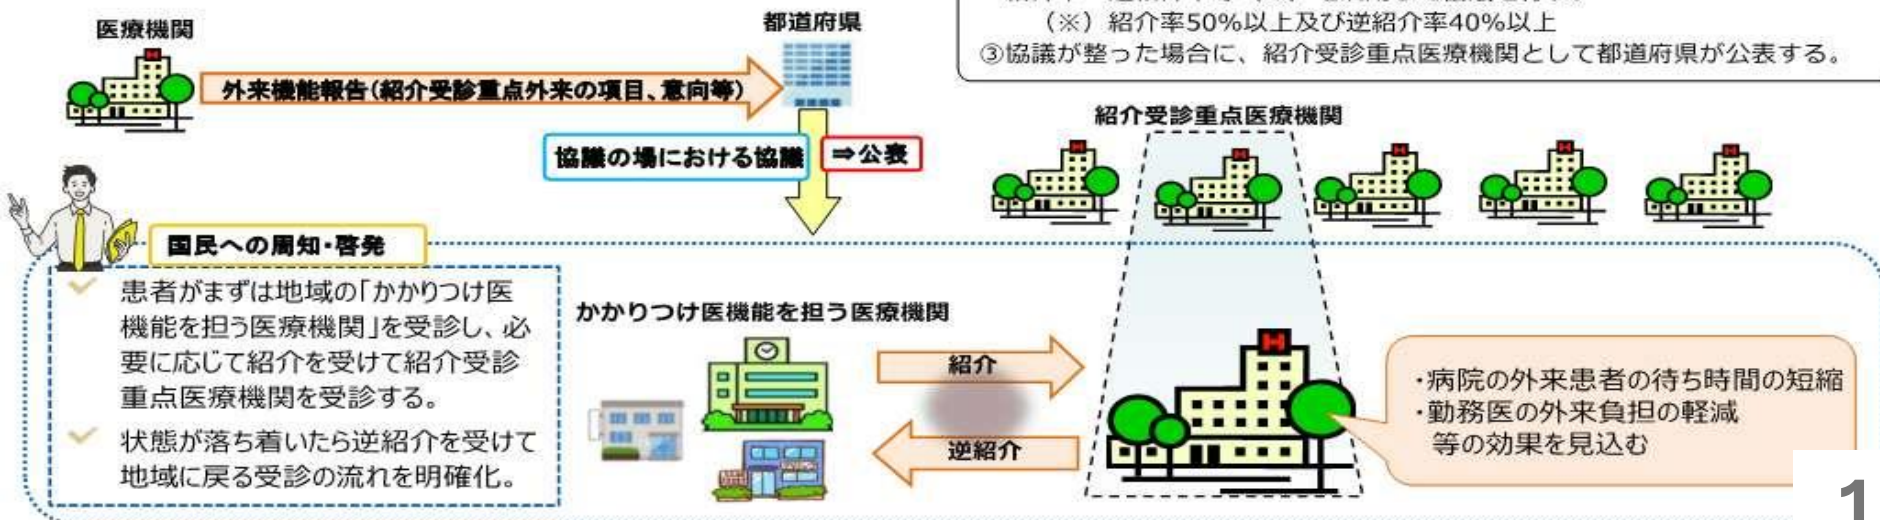 医療機関
外来機能報告(紹介受診重点外来の項目、意向等)
都道府県
協議の場における協議
⇒公表
(※)紹介率50%以上及び逆紹介率40%以上
③協議が整った場合に、紹介受診重点医療機関として都道府県が公表する。
紹介受診重点医療機関
国民への周知・啓発
患者がまずは地域の「かかりつけ医
機能を担う医療機関」を受診し、必
要に応じて紹介を受けて紹介受診
重点医療機関を受診する。
状態が落ち着いたら逆紹介を受けて
地域に戻る受診の流れを明確化。
かかりつけ医機能を担う医療機関
紹介
逆紹介
・病院の外来患者の待ち時間の短縮
・勤務医の外来負担の軽減
等の効果を見込む
1